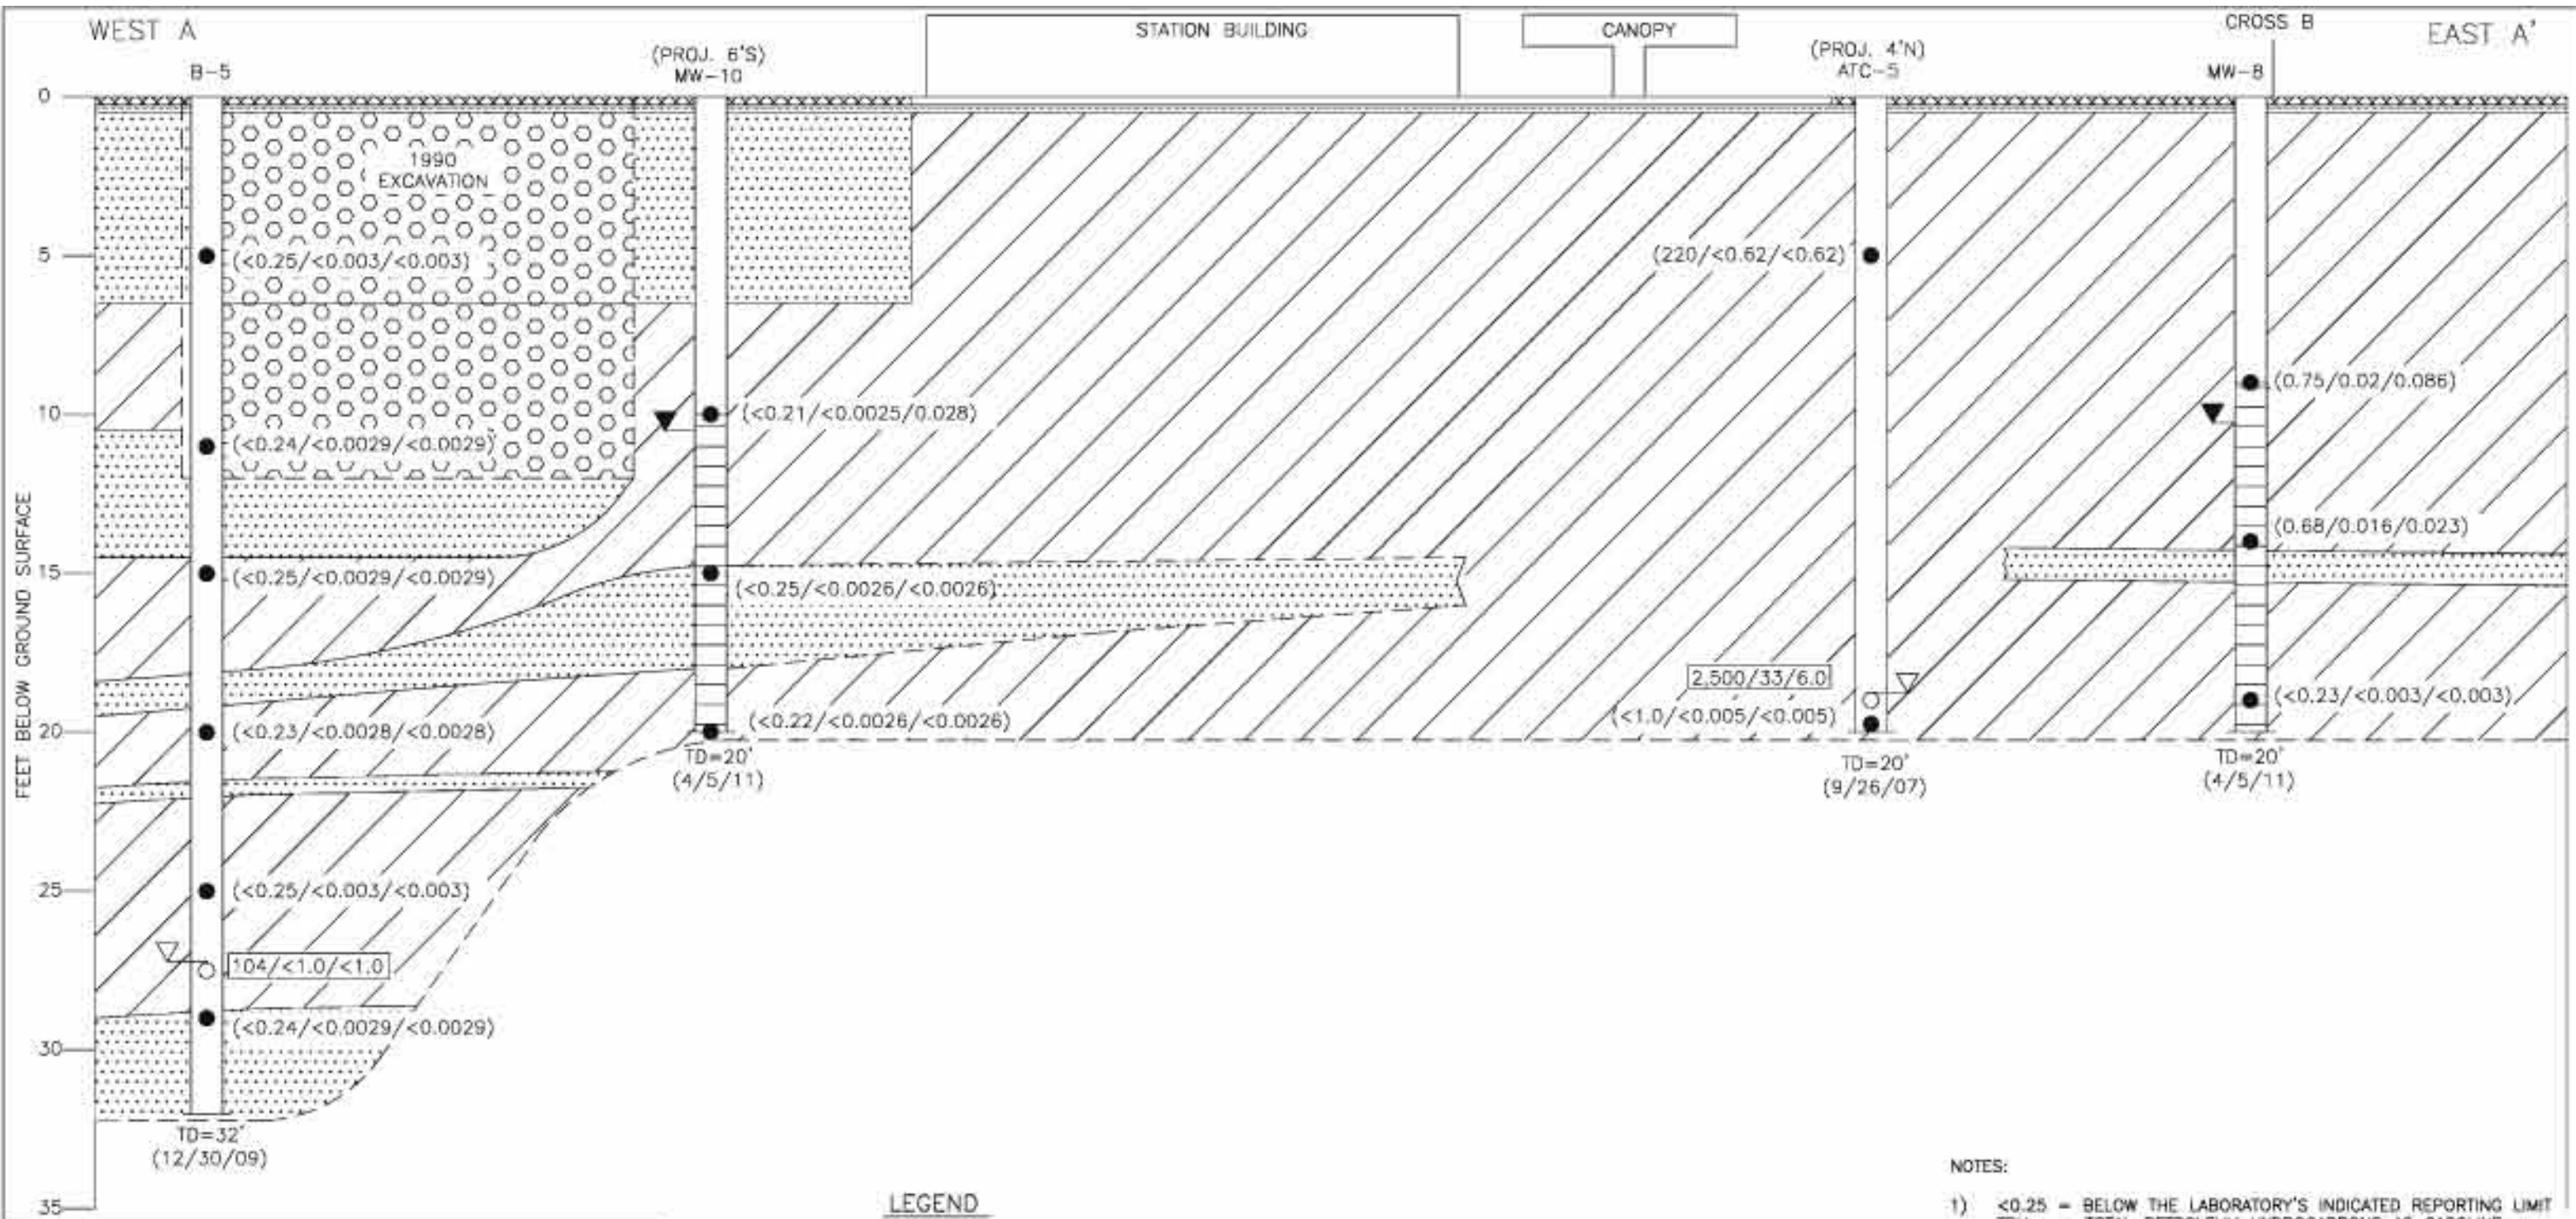 WEST A
B-5
(PROJ. 6'S)
MW-10
STATION BUILDING
CANOPY
(PROJ. 4'N)
ATC-5
CROSS B
MW-8
EAST A'
FEET BELOW GROUND SURFACE
0
5
10
15
20
25
30
35
1990
EXCAVATION
(<0.25/<0.003/<0.003)
(<0.24/<0.0029/<0.0029)
(<0.25/<0.0029/<0.0029)
(<0.23/<0.0028/<0.0028)
(<0.25/<0.003/<0.003)
104/<1.0/<1.0
(<0.24/<0.0029/<0.0029)
TD=32'
(12/30/09)
(<0.21/<0.0025/0.028)
(<0.25/<0.0026/<0.0026)
(<0.22/<0.0026/<0.0026)
TD=20'
(4/5/11)
(220/<0.62/<0.62)
2,500/33/6.0
(<1.0/<0.005/<0.005)
TD=20'
(9/26/07)
(0.75/0.02/0.086)
(0.68/0.016/0.023)
(<0.23/<0.003/<0.003)
TD=20'
(4/5/11)
LEGEND
NOTES:
1) <0.25 = BELOW THE LABORATORY'S INDICATED REPORTING LIMIT